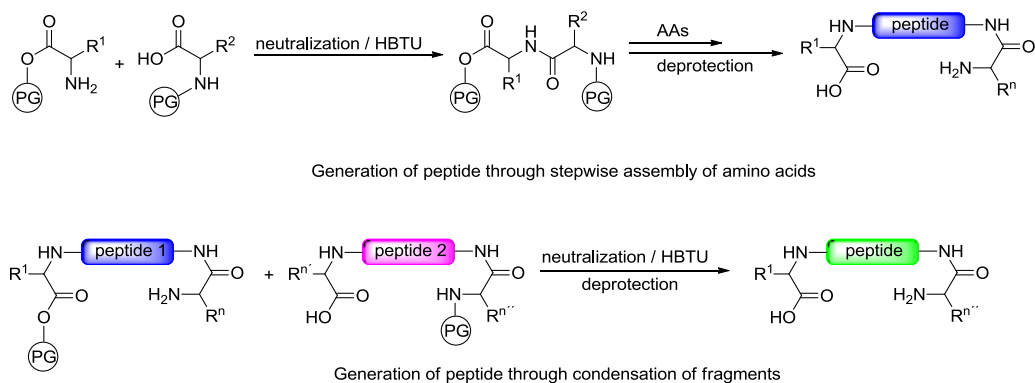 O
O
PG
R¹
NH₂
+
O
HO
R²
NH
PG
neutralization / HBTU
O
O
PG
R¹
H
N
O
R²
NH
PG
AAs
deprotection
HN
peptide
NH
R¹
O
HO
O
H₂N
Rⁿ
Generation of peptide through stepwise assembly of amino acids
HN
peptide 1
NH
R¹
O
O
PG
O
H₂N
Rⁿ
+
HN
peptide 2
NH
Rⁿ´
O
HO
O
HN
PG
Rⁿ´´
neutralization / HBTU
deprotection
HN
peptide
NH
R¹
O
HO
O
H₂N
Rⁿ´´
Generation of peptide through condensation of fragments